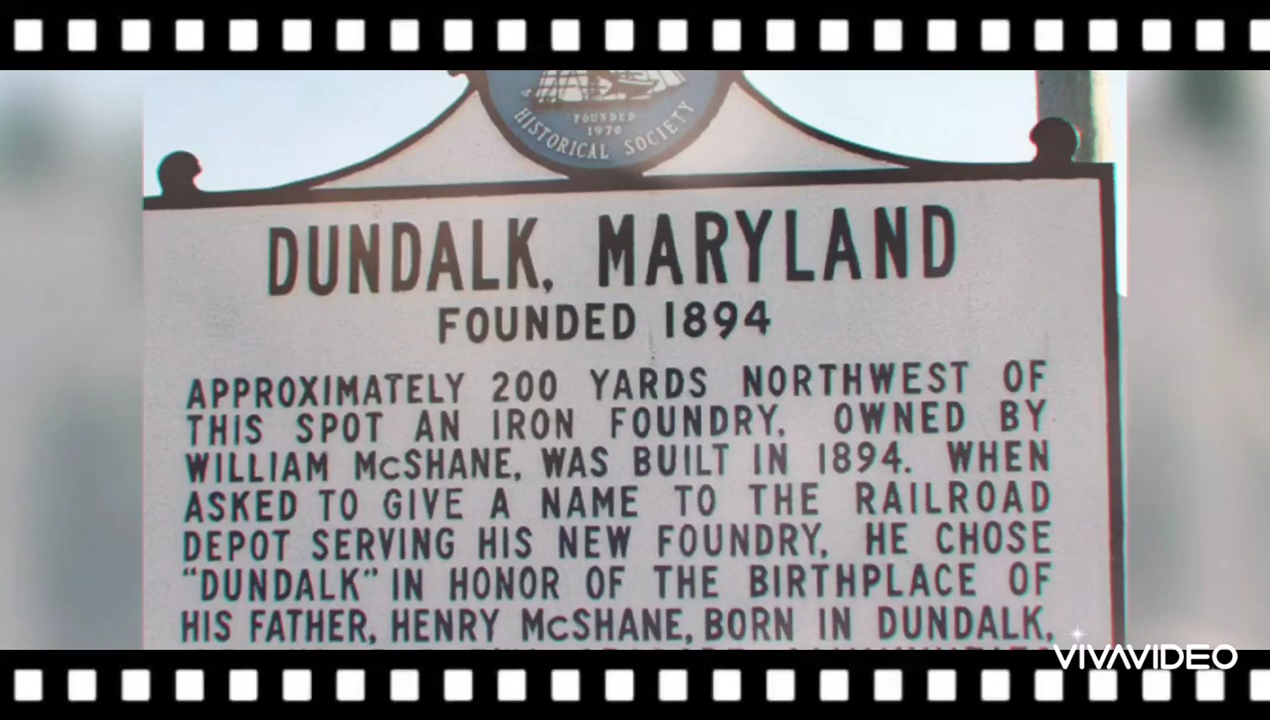 FOUNDED
1970
HISTORICAL SOCIETY
DUNDALK, MARYLAND
FOUNDED 1894
APPROXIMATELY 200 YARDS NORTHWEST OF
THIS SPOT AN IRON FOUNDRY, OWNED BY
WILLIAM McSHANE, WAS BUILT IN 1894. WHEN
ASKED TO GIVE A NAME TO THE RAILROAD
DEPOT SERVING HIS NEW FOUNDRY, HE CHOSE
“DUNDALK” IN HONOR OF THE BIRTHPLACE OF
HIS FATHER, HENRY McSHANE, BORN IN DUNDALK,
VIVAVIDEO